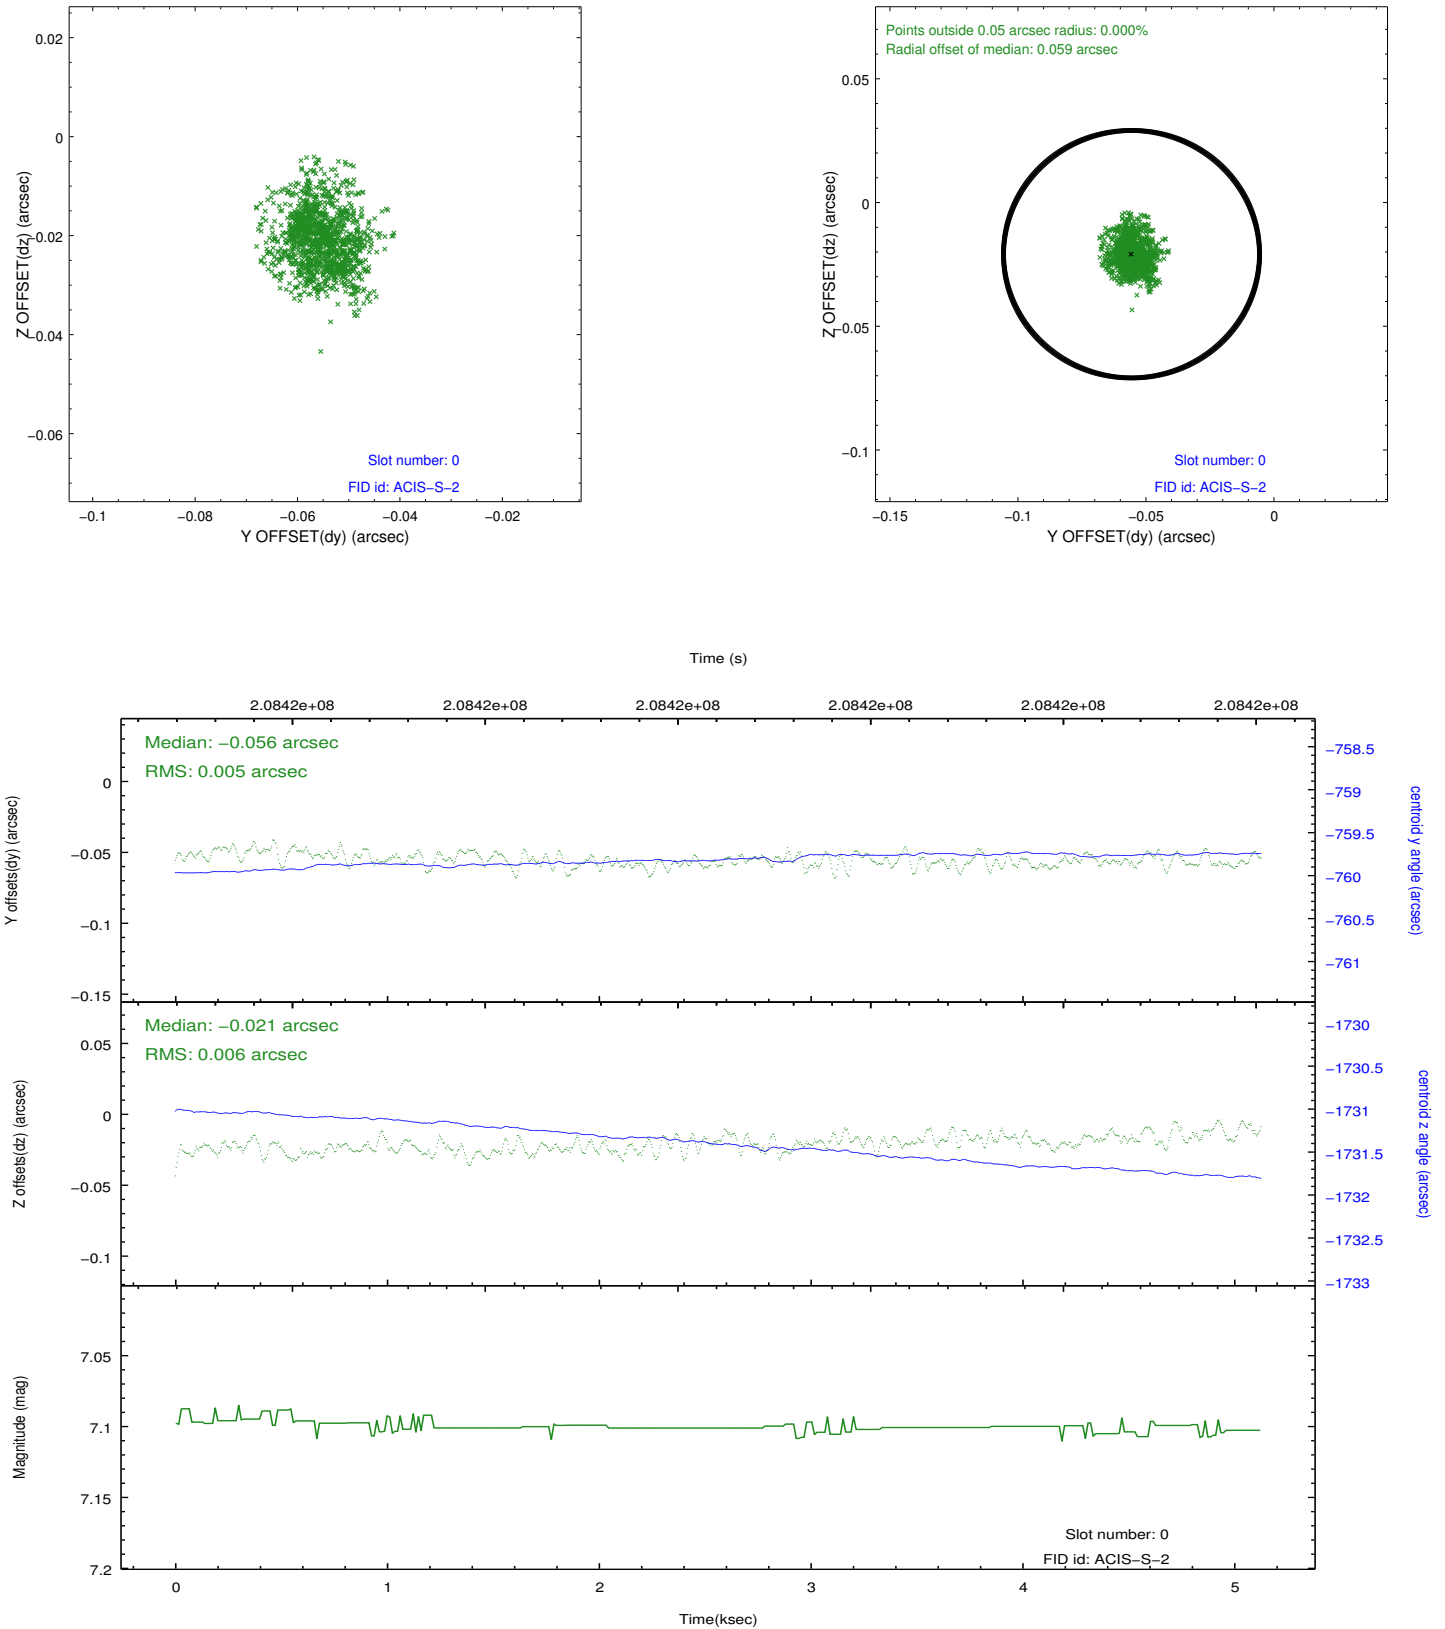 0.02
0
−0.02
−0.04
−0.06
Z OFFSET(dz) (arcsec)
Slot number: 0
FID id: ACIS−S−2
−0.1
−0.08
−0.06
−0.04
−0.02
Y OFFSET(dy) (arcsec)
Points outside 0.05 arcsec radius: 0.000%
Radial offset of median: 0.059 arcsec
0.05
0
−0.05
−0.1
Z OFFSET(dz) (arcsec)
Slot number: 0
FID id: ACIS−S−2
−0.15
−0.1
−0.05
0
Y OFFSET(dy) (arcsec)
Time (s)
2.0842e+08
2.0842e+08
2.0842e+08
2.0842e+08
2.0842e+08
2.0842e+08
Median: −0.056 arcsec
RMS: 0.005 arcsec
0
−0.05
−0.1
−0.15
Y offsets(dy) (arcsec)
−758.5
−759
−759.5
−760
−760.5
−761
centroid y angle (arcsec)
Median: −0.021 arcsec
RMS: 0.006 arcsec
0.05
0
−0.05
−0.1
Z offsets(dz) (arcsec)
−1730
−1730.5
−1731
−1731.5
−1732
−1732.5
−1733
centroid z angle (arcsec)
7.05
7.1
7.15
7.2
Magnitude (mag)
Slot number: 0
FID id: ACIS−S−2
0
1
2
3
4
5
Time(ksec)